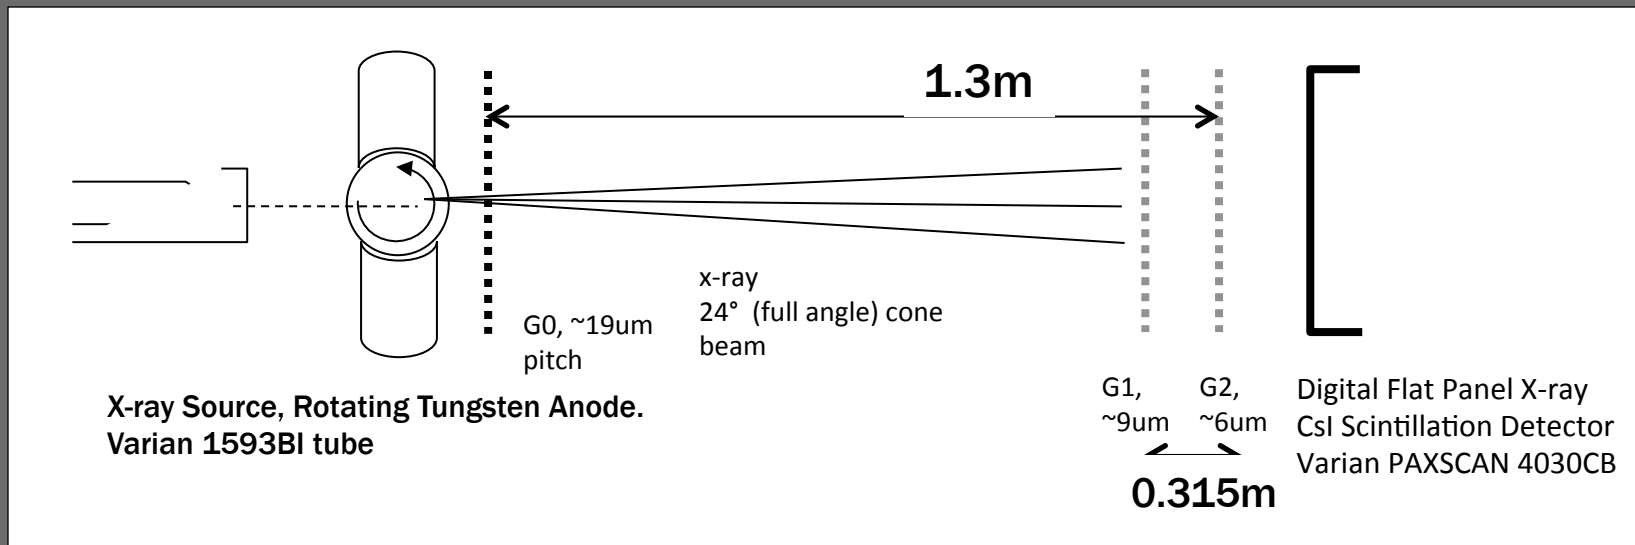 1.3m
G0, ~19um
pitch
x-ray
24° (full angle) cone
beam
X-ray Source, Rotating Tungsten Anode.
Varian 1593BI tube
G1,
~9um
G2,
~6um
0.315m
Digital Flat Panel X-ray
CsI Scintillation Detector
Varian PAXSCAN 4030CB